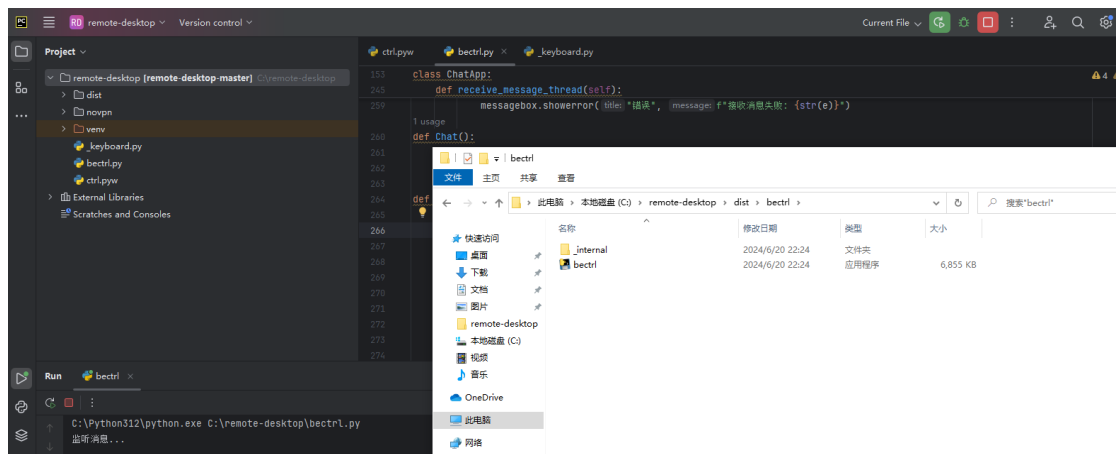 PC RD remote-desktop Version control Current File
Project
ctrl.pyw bectrl.py _keyboard.py
remote-desktop [remote-desktop-master] C:\remote-desktop
dist
novpn
venv
_keyboard.py
bectrl.py
ctrl.pyw
External Libraries
Scratches and Consoles
153 class ChatApp:
4
245 def receive_message_thread(self):
259 messagebox.showerror( title: "错误", message: f"接收消息失败: {str(e)}")
1 usage
260 def Chat():
261
262
263
264 def
265
266
267
268
269
270
271
272
273
274
bectrl
文件 主页 共享 查看
此电脑 › 本地磁盘 (C:) › remote-desktop › dist › bectrl › 搜索"bectrl"
名称 修改日期 类型 大小
_internal 2024/6/20 22:24 文件夹
bectrl 2024/6/20 22:24 应用程序 6,855 KB
快速访问
桌面
下载
文档
图片
remote-desktop
本地磁盘 (C:)
视频
音乐
OneDrive
此电脑
网络
Run bectrl
C:\Python312\python.exe C:\remote-desktop\bectrl.py
监听消息...